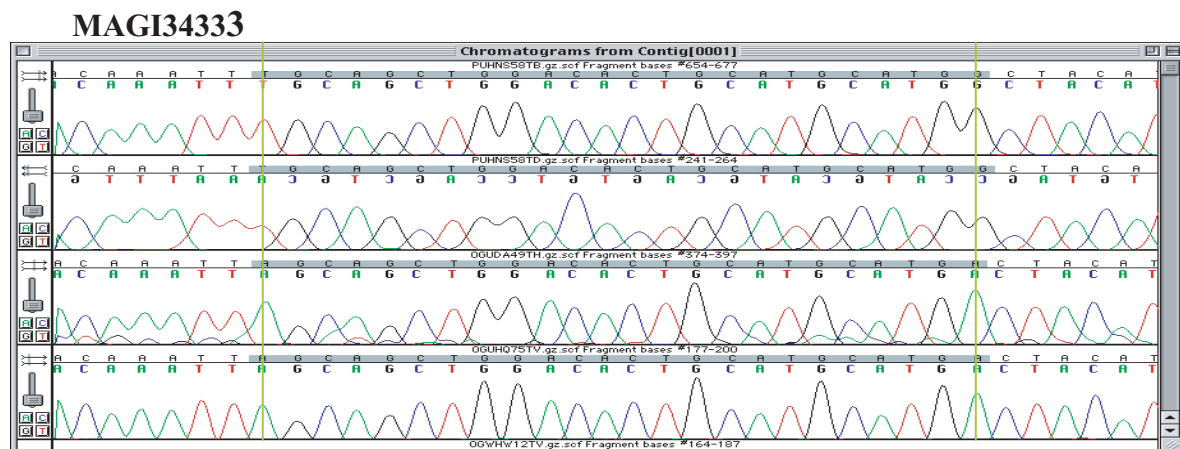 MAGI34333
Chromatograms from Contig[0001]
PUHNS58TB.gz.scf Fragment bases #654-677
A C A A A T T T G C A G C T G G A C A C T G C A T G C A T G G C T A C A T
A C A A A T T T G C A G C T G G A C A C T G C A T G C A T G G C T A C A T
A C
G T
PUHNS58TD.gz.scf Fragment bases #241-264
C A A A T T T G C A G C T G G A C A C T G C A T G C A T G G C T A C A
G T T T A A A C G T C G A C C T G T G A C G T A C G T A C C G A T G T
A C
G T
OGUDA49TH.gz.scf Fragment bases #374-397
A C A A A T T A G C A G C T G G A C A C T G C A T G C A T G A C T A C A T
A C A A A T T A G C A G C T G G A C A C T G C A T G C A T G A C T A C A T
A C
G T
OGUHQ75TV.gz.scf Fragment bases #177-200
A C A A A T T A G C A G C T G G A C A C T G C A T G C A T G A C T A C A T
A C A A A T T A G C A G C T G G A C A C T G C A T G C A T G A C T A C A T
A C
G T
OGWHW12TV.gz.scf Fragment bases #164-187